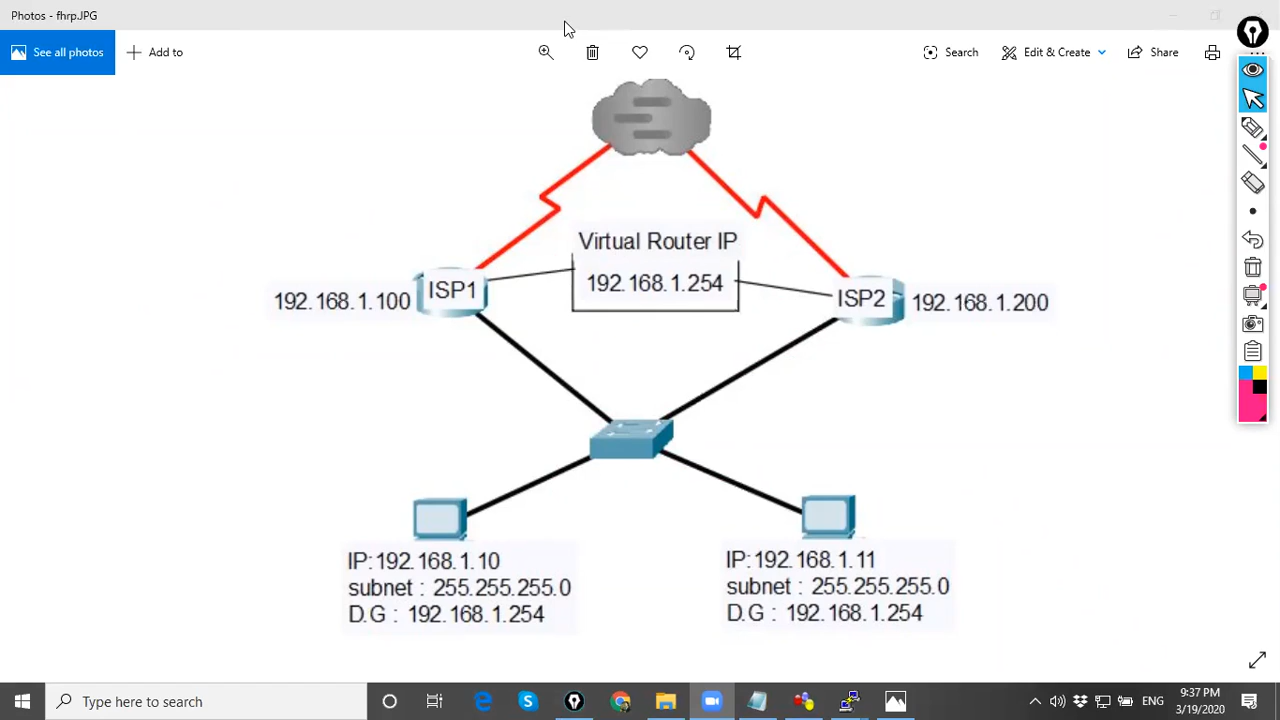 Photos - fhrp.JPG
See all photos
Add to
Search
Edit & Create
Share
Virtual Router IP
192.168.1.254
ISP1
192.168.1.100
ISP2
192.168.1.200
IP:192.168.1.10
subnet : 255.255.255.0
D.G : 192.168.1.254
IP:192.168.1.11
subnet : 255.255.255.0
D.G : 192.168.1.254
Type here to search
ENG
9:37 PM
3/19/2020